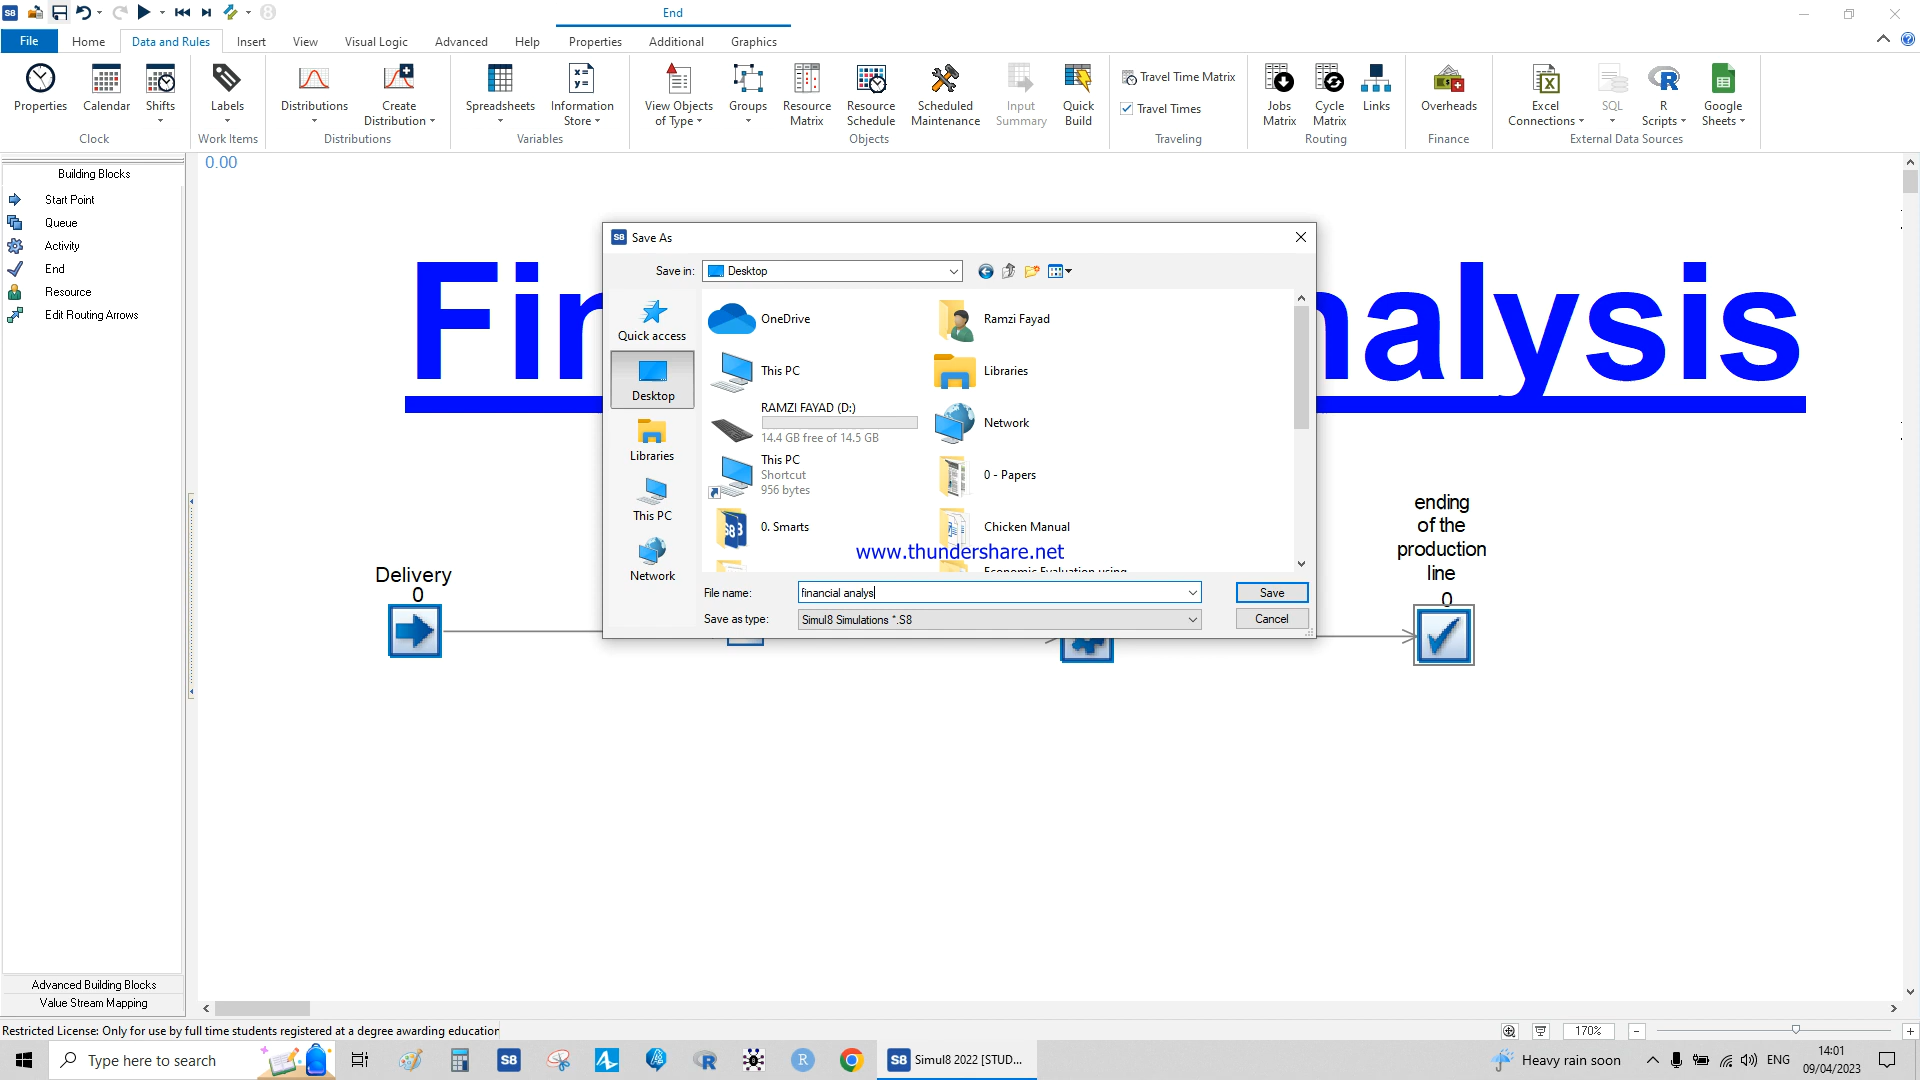 S8
End
File
Home
Data and Rules
Insert
View
Visual Logic
Advanced
Help
Properties
Additional
Graphics
Properties
Calendar
Shifts
Clock
Labels
Work Items
Distributions
Create
Distribution
Distributions
Spreadsheets
Information
Store
Variables
View Objects
of Type
Groups
Resource
Matrix
Resource
Schedule
Scheduled
Maintenance
Input
Summary
Quick
Build
Objects
Travel Time Matrix
Travel Times
Traveling
Jobs
Matrix
Cycle
Matrix
Links
Routing
Overheads
Finance
Excel
Connections
SQL
R
Scripts
Google
Sheets
External Data Sources
Building Blocks
Start Point
Queue
Activity
End
Resource
Edit Routing Arrows
Advanced Building Blocks
Value Stream Mapping
0.00
Fin
nalysis
Delivery
0
ending
of the
production
line
0
S8 Save As
Save in:
Desktop
Quick access
Desktop
Libraries
This PC
Network
OneDrive
Ramzi Fayad
This PC
Libraries
RAMZI FAYAD (D:)
14.4 GB free of 14.5 GB
Network
This PC
Shortcut
956 bytes
0 - Papers
0. Smarts
Chicken Manual
Economic Evaluation using
www.thundershare.net
File name:
financial analys
Save
Save as type:
Simul8 Simulations *.S8
Cancel
Restricted License: Only for use by full time students registered at a degree awarding education
170%
Type here to search
S8
R
R
S8 Simul8 2022 [STUD...
Heavy rain soon
ENG
14:01
09/04/2023